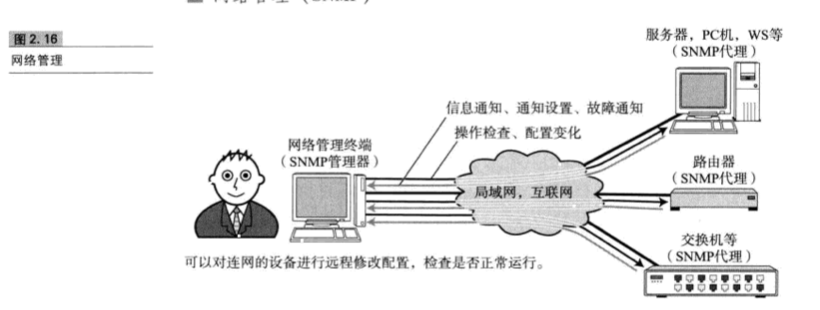 图2.16
网络管理
服务器，PC机，WS等
（SNMP代理）
信息通知、通知设置、故障通知
操作检查、配置变化
网络管理终端
（SNMP管理器）
局域网，互联网
路由器
（SNMP代理）
交换机等
（SNMP代理）
可以对连网的设备进行远程修改配置，检查是否正常运行。